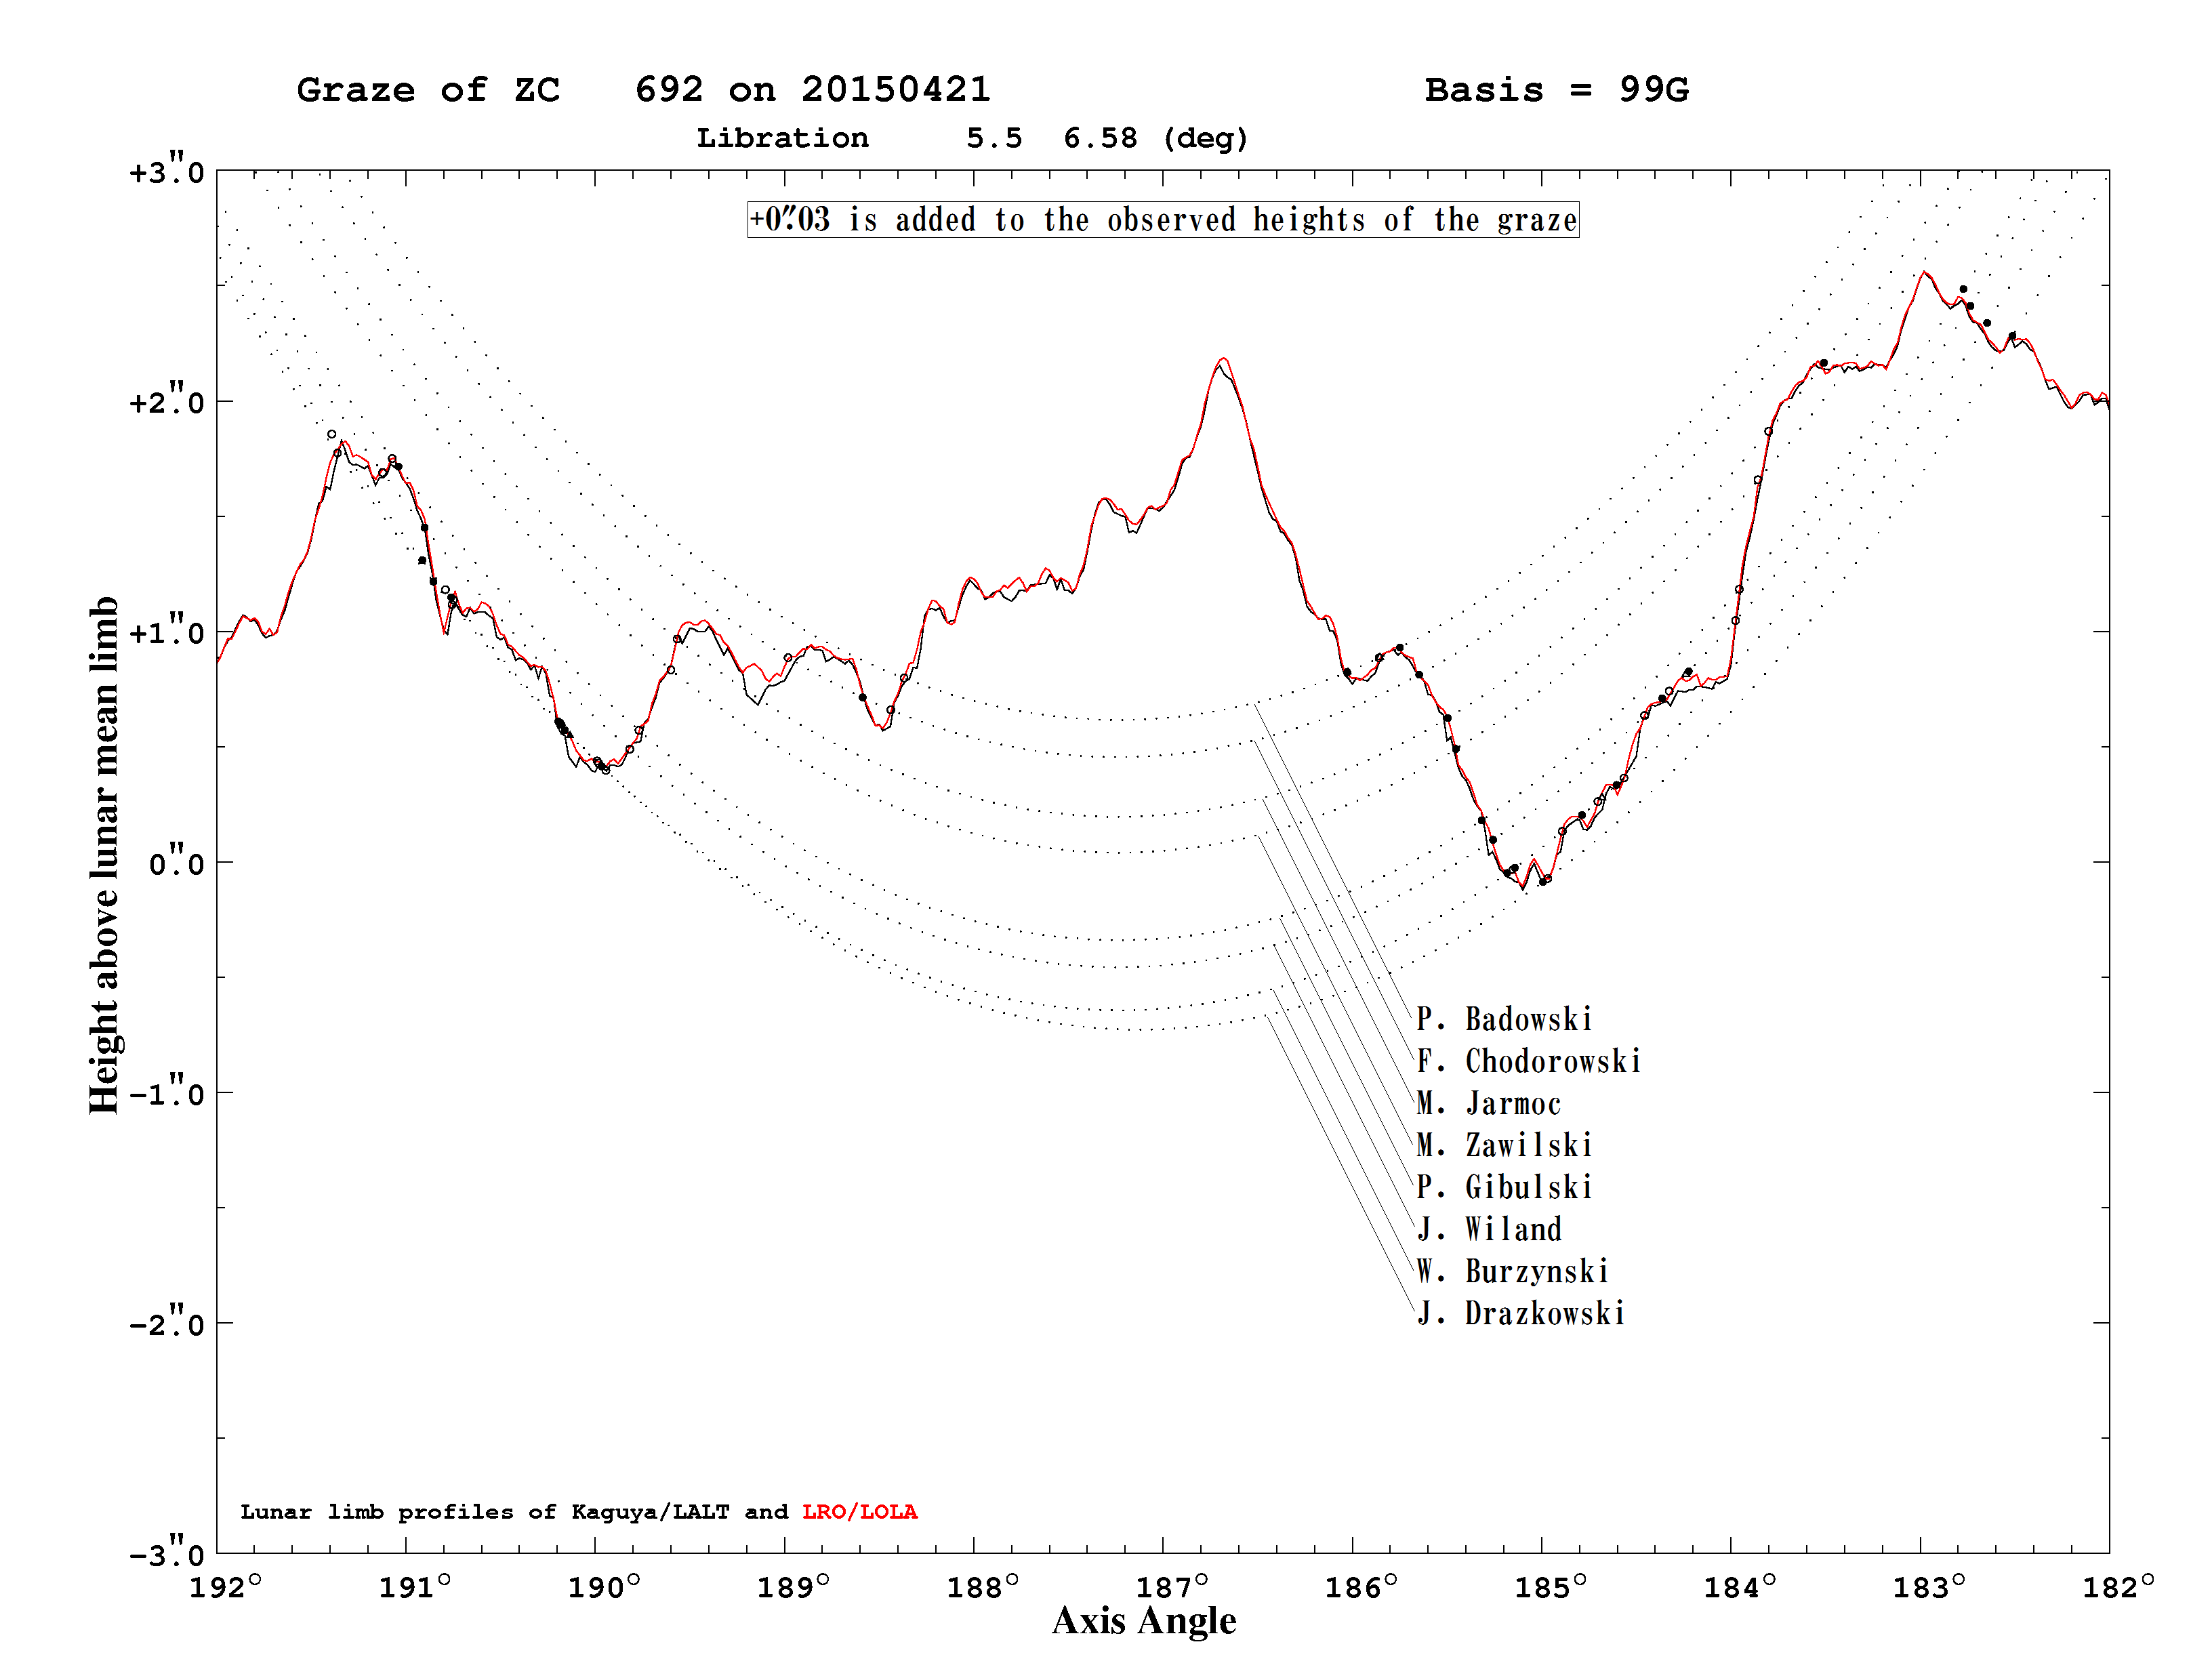 Graze of ZC 692 on 20150421 Basis = 99G
Libration 5.5 6.58 (deg)
+0″.03 is added to the observed heights of the graze
+3″.0
+2″.0
+1″.0
0″.0
-1″.0
-2″.0
-3″.0
Height above lunar mean limb
P. Badowski
F. Chodorowski
M. Jarmoc
M. Zawilski
P. Gibulski
J. Wiland
W. Burzynski
J. Drazkowski
Lunar limb profiles of Kaguya/LALT and LRO/LOLA
192° 191° 190° 189° 188° 187° 186° 185° 184° 183° 182°
Axis Angle